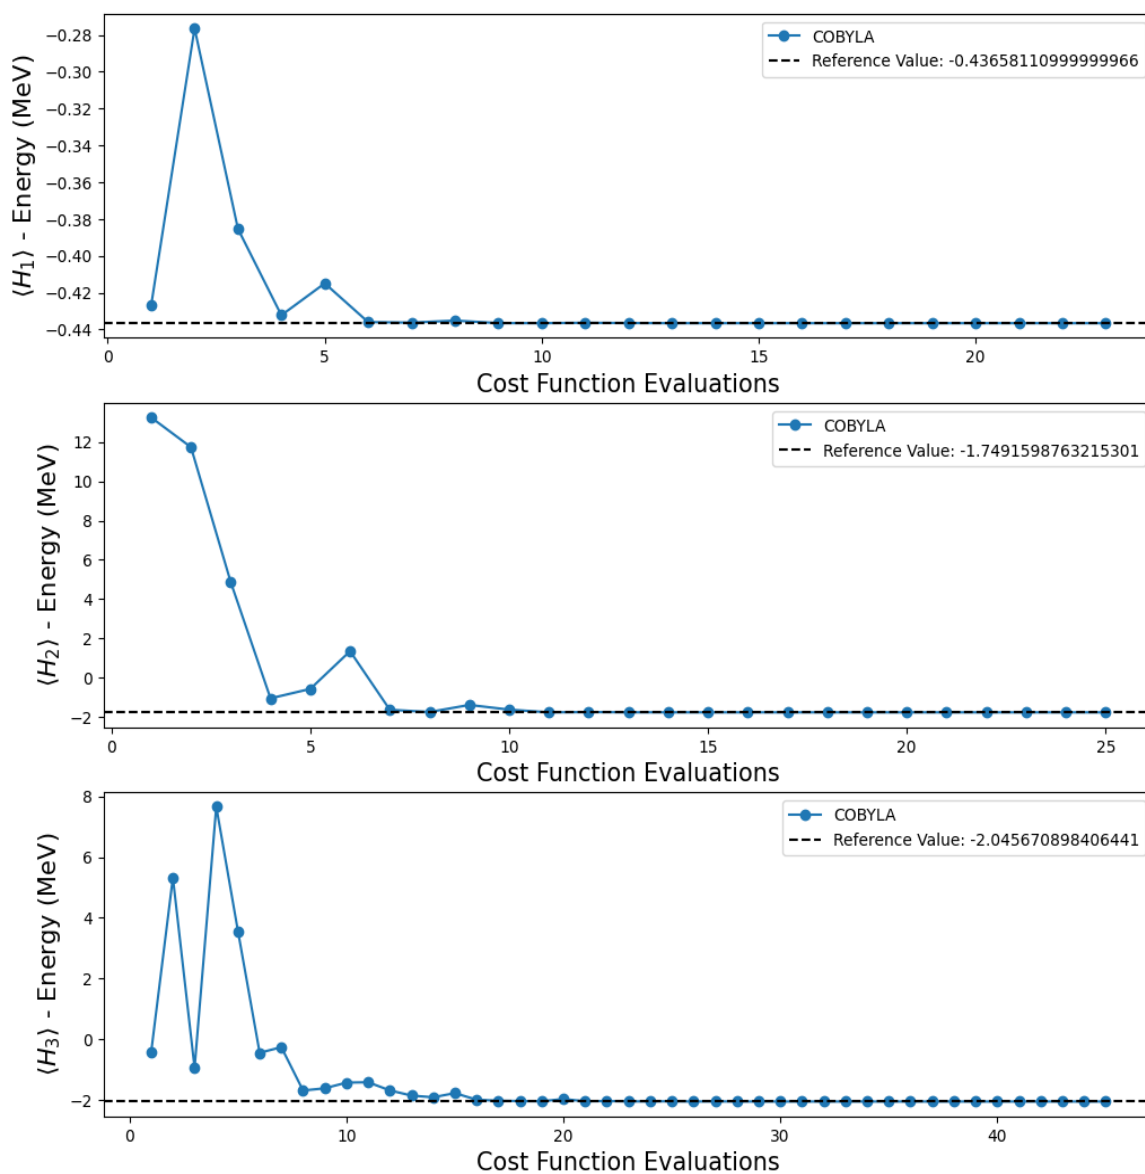 ⟨H₁⟩ - Energy (MeV)
−0.28
−0.30
−0.32
−0.34
−0.36
−0.38
−0.40
−0.42
−0.44
COBYLA
Reference Value: -0.43658110999999966
0 5 10 15 20
Cost Function Evaluations
⟨H₂⟩ - Energy (MeV)
12
10
8
6
4
2
0
−2
COBYLA
Reference Value: -1.7491598763215301
0 5 10 15 20 25
Cost Function Evaluations
⟨H₃⟩ - Energy (MeV)
8
6
4
2
0
−2
COBYLA
Reference Value: -2.045670898406441
0 10 20 30 40
Cost Function Evaluations